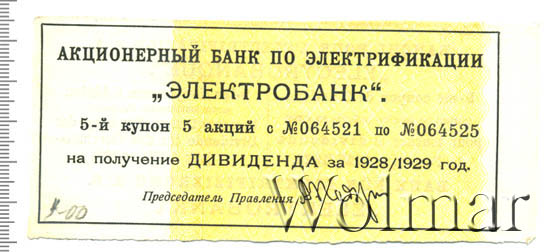 АКЦИОНЕРНЫЙ БАНК ПО ЭЛЕКТРИФИКАЦИИ
„ЭЛЕКТРОБАНК“.
5-й купон 5 акций с №064521 по №064525
на получение ДИВИДЕНДА за 1928/1929 год.
Председатель Правления
Wolmar